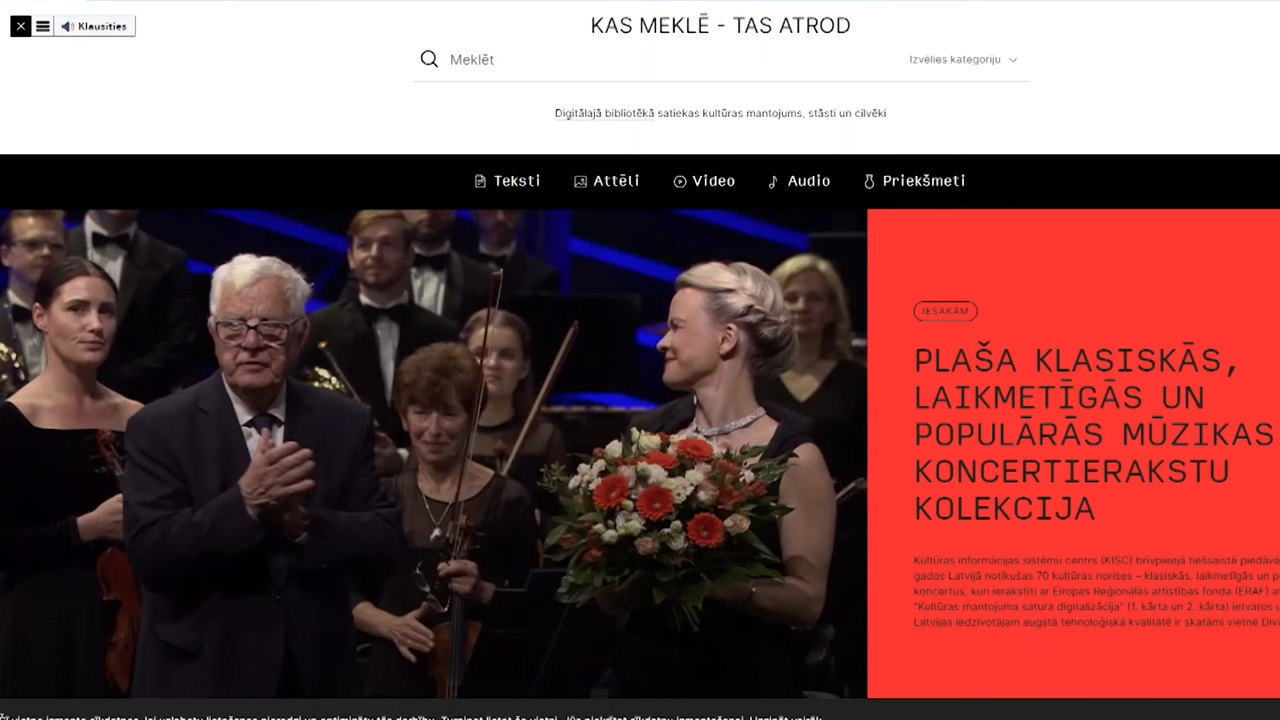 Klausīties
KAS MEKLĒ - TAS ATROD
Meklēt
Izvēlies kategoriju
Digitālajā bibliotēkā satiekas kultūras mantojums, stāsti un cilvēki
Teksti
Attēli
Video
Audio
Priekšmeti
IESAKĀM
PLAŠA KLASISKĀS,
LAIKMETĪGĀS UN
POPULĀRĀS MŪZIKAS
KONCERTIERAKSTU
KOLEKCIJA
Kultūras informācijas sistēmu centrs (KISC) brīvpieejā tiešsaistē piedāvā
gados Latvijā notikušas 70 kultūras norises – klasiskās, laikmetīgās un
koncertus, kuri ierakstīti ar Eiropas Reģionālās attīstības fonda (ERAF)
"Kultūras mantojuma satura digitalizācija" (1. kārta un 2. kārta) ietvaros
Latvijas iedzīvotājam augstā tehnoloģiskā kvalitātē ir skatāmi vietnē